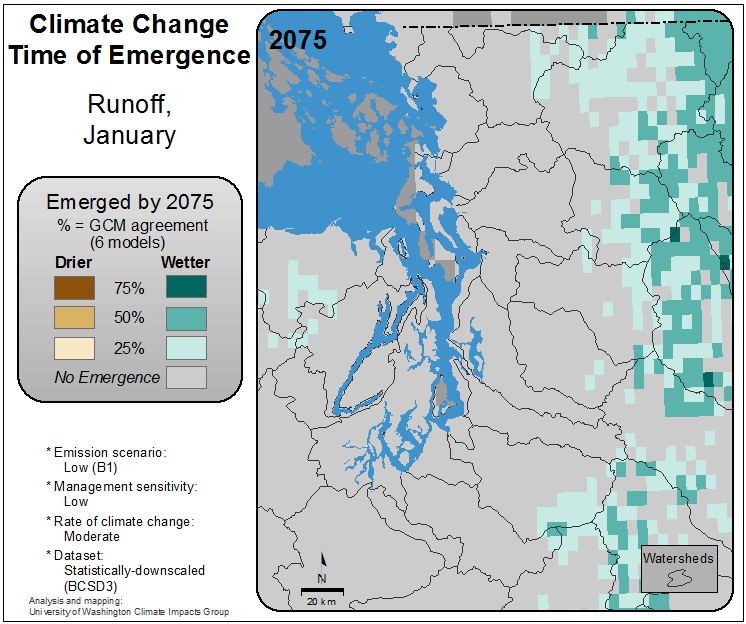 Climate Change
Time of Emergence
Runoff,
January
Emerged by 2075
% = GCM agreement
(6 models)
Drier Wetter
75%
50%
25%
No Emergence
* Emission scenario:
Low (B1)
* Management sensitivity:
Low
* Rate of climate change:
Moderate
* Dataset:
Statistically-downscaled
(BCSD3)
Analysis and mapping:
University of Washington Climate Impacts Group
2075
N
20 km
Watersheds